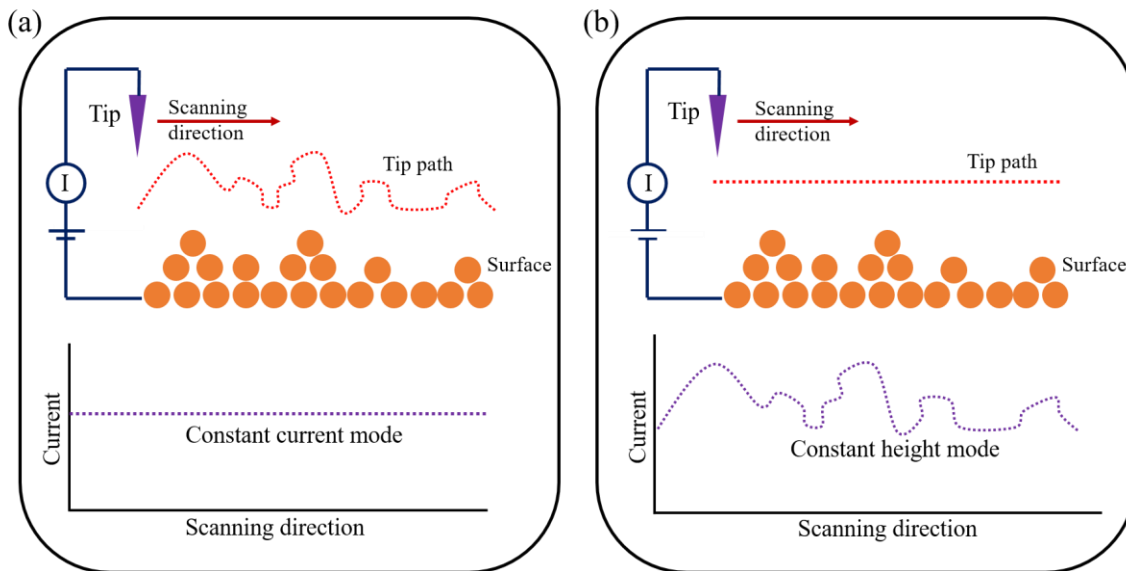 (a)
Tip
Scanning
direction
I
Tip path
Surface
Current
Constant current mode
Scanning direction
(b)
Tip
Scanning
direction
I
Tip path
Surface
Current
Constant height mode
Scanning direction